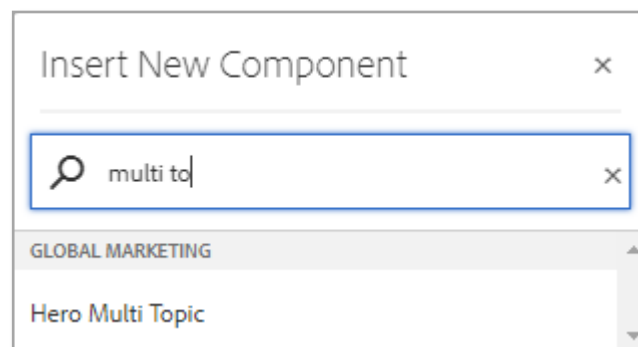 Insert New Component
multi to
GLOBAL MARKETING
Hero Multi Topic